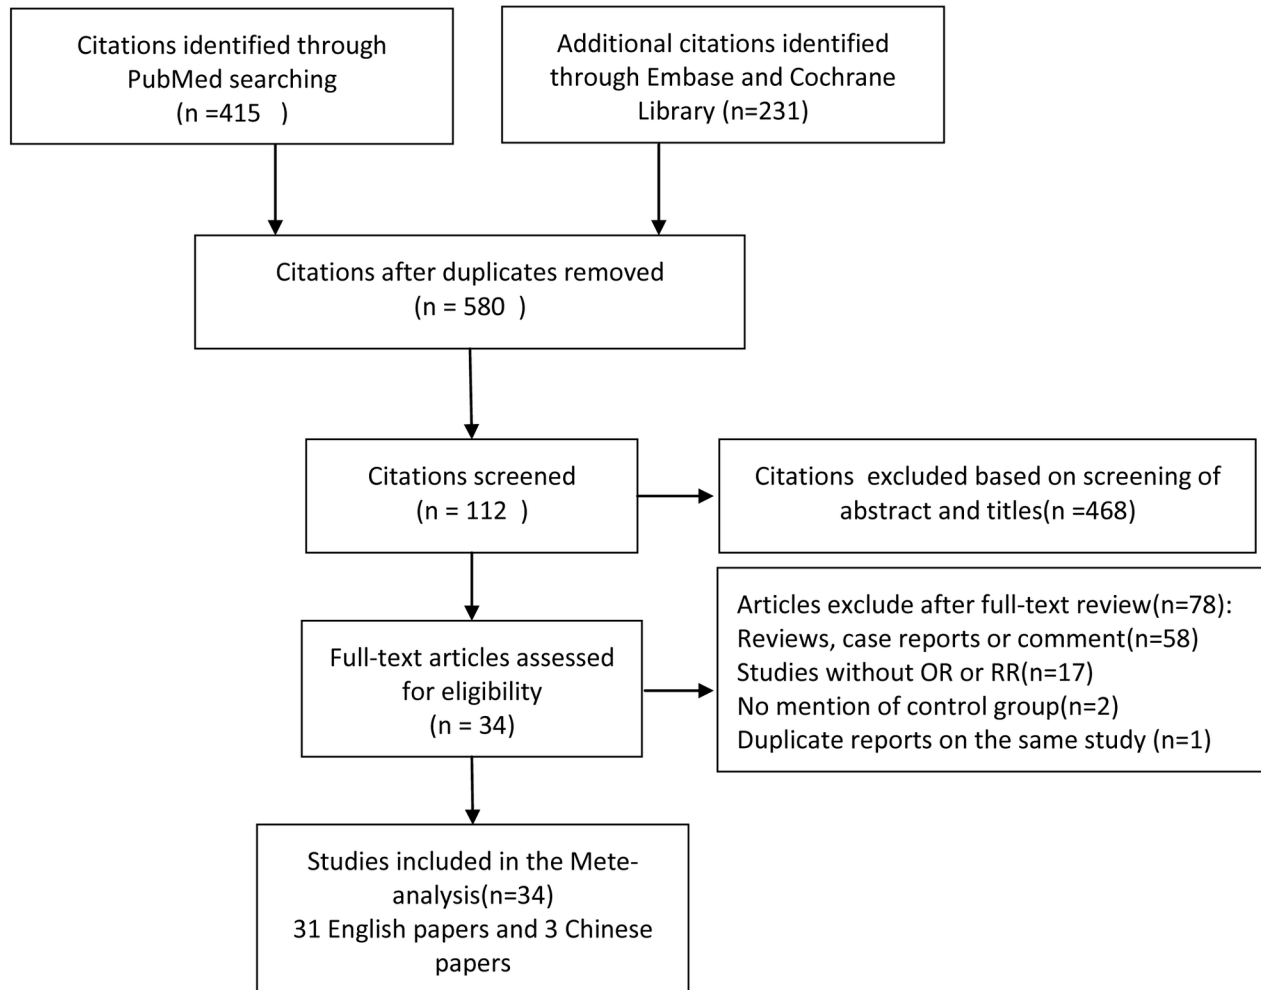 Citations identified through
PubMed searching
(n =415   )
Additional citations identified
through Embase and Cochrane
Library (n=231)
Citations after duplicates removed
(n = 580  )
Citations screened
(n = 112  )
Citations  excluded based on screening of
abstract and titles(n =468)
Full-text articles assessed
for eligibility
(n = 34)
Articles exclude after full-text review(n=78):
Reviews, case reports or comment(n=58)
Studies without OR or RR(n=17)
No mention of control group(n=2)
Duplicate reports on the same study (n=1)
Studies included in the Mete-
analysis(n=34)
31 English papers and 3 Chinese
papers